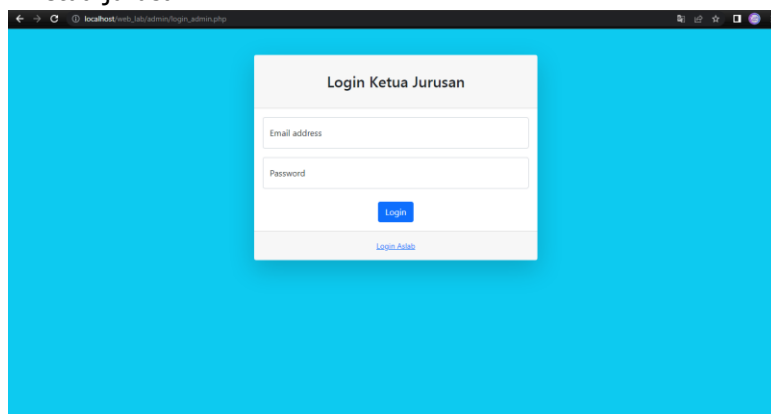 localhost/web_lab/admin/login_admin.php
Login Ketua Jurusan
Email address
Password
Login
Login Aslab